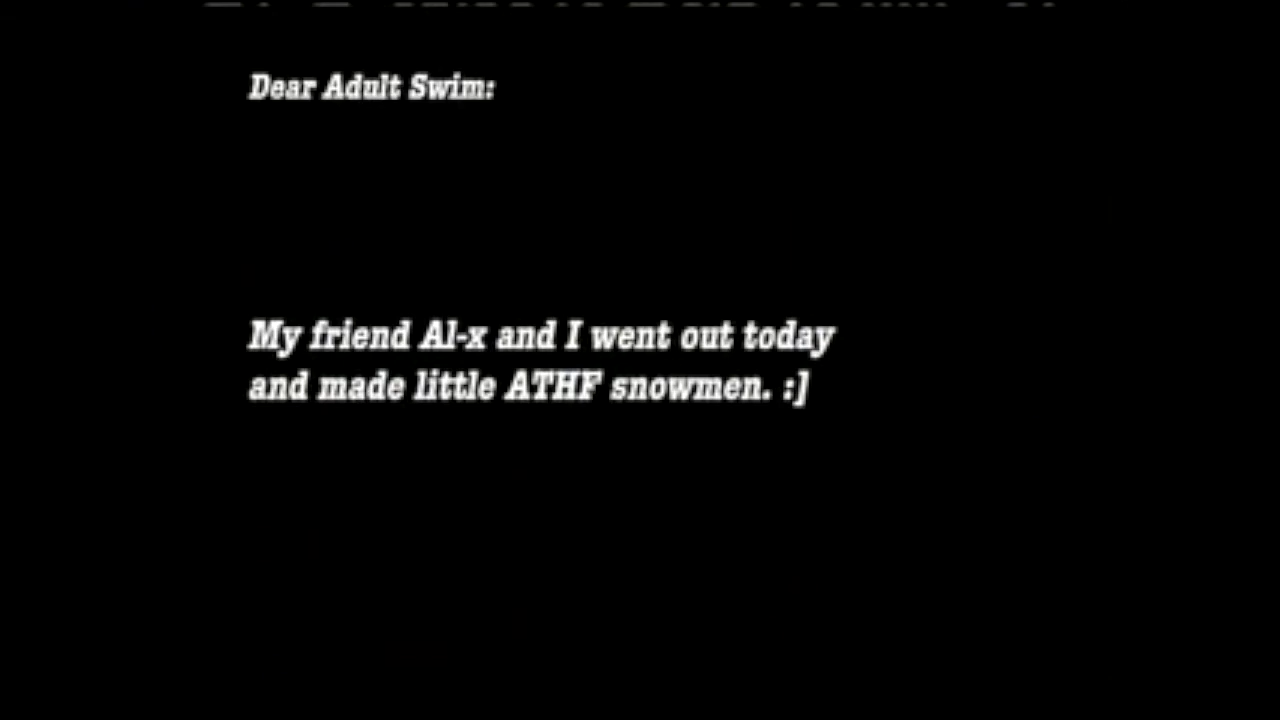 Dear Adult Swim:
My friend Al-x and I went out today
and made little ATHF snowmen. :]